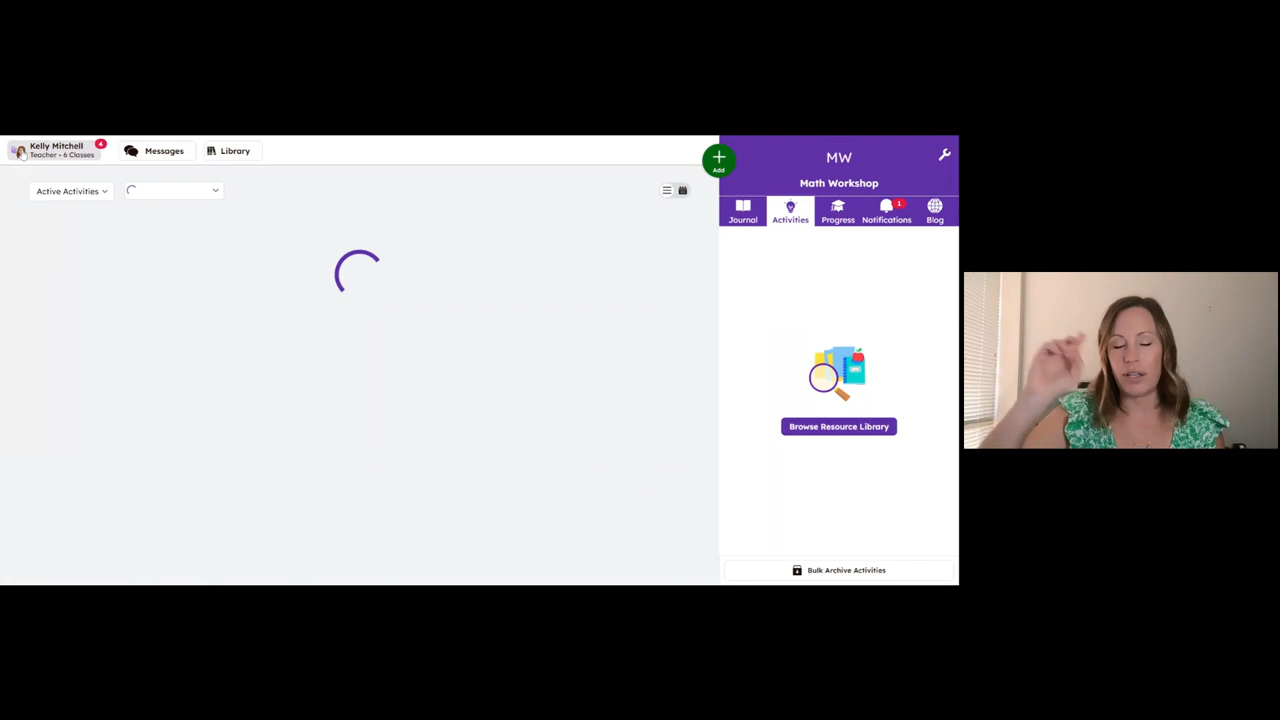 Kelly Mitchell
4
Teacher - 6 Classes
Messages
Library
Add
MW
Math Workshop
Active Activities
Journal
Activities
Progress
Notifications
1
Blog
Browse Resource Library
Bulk Archive Activities